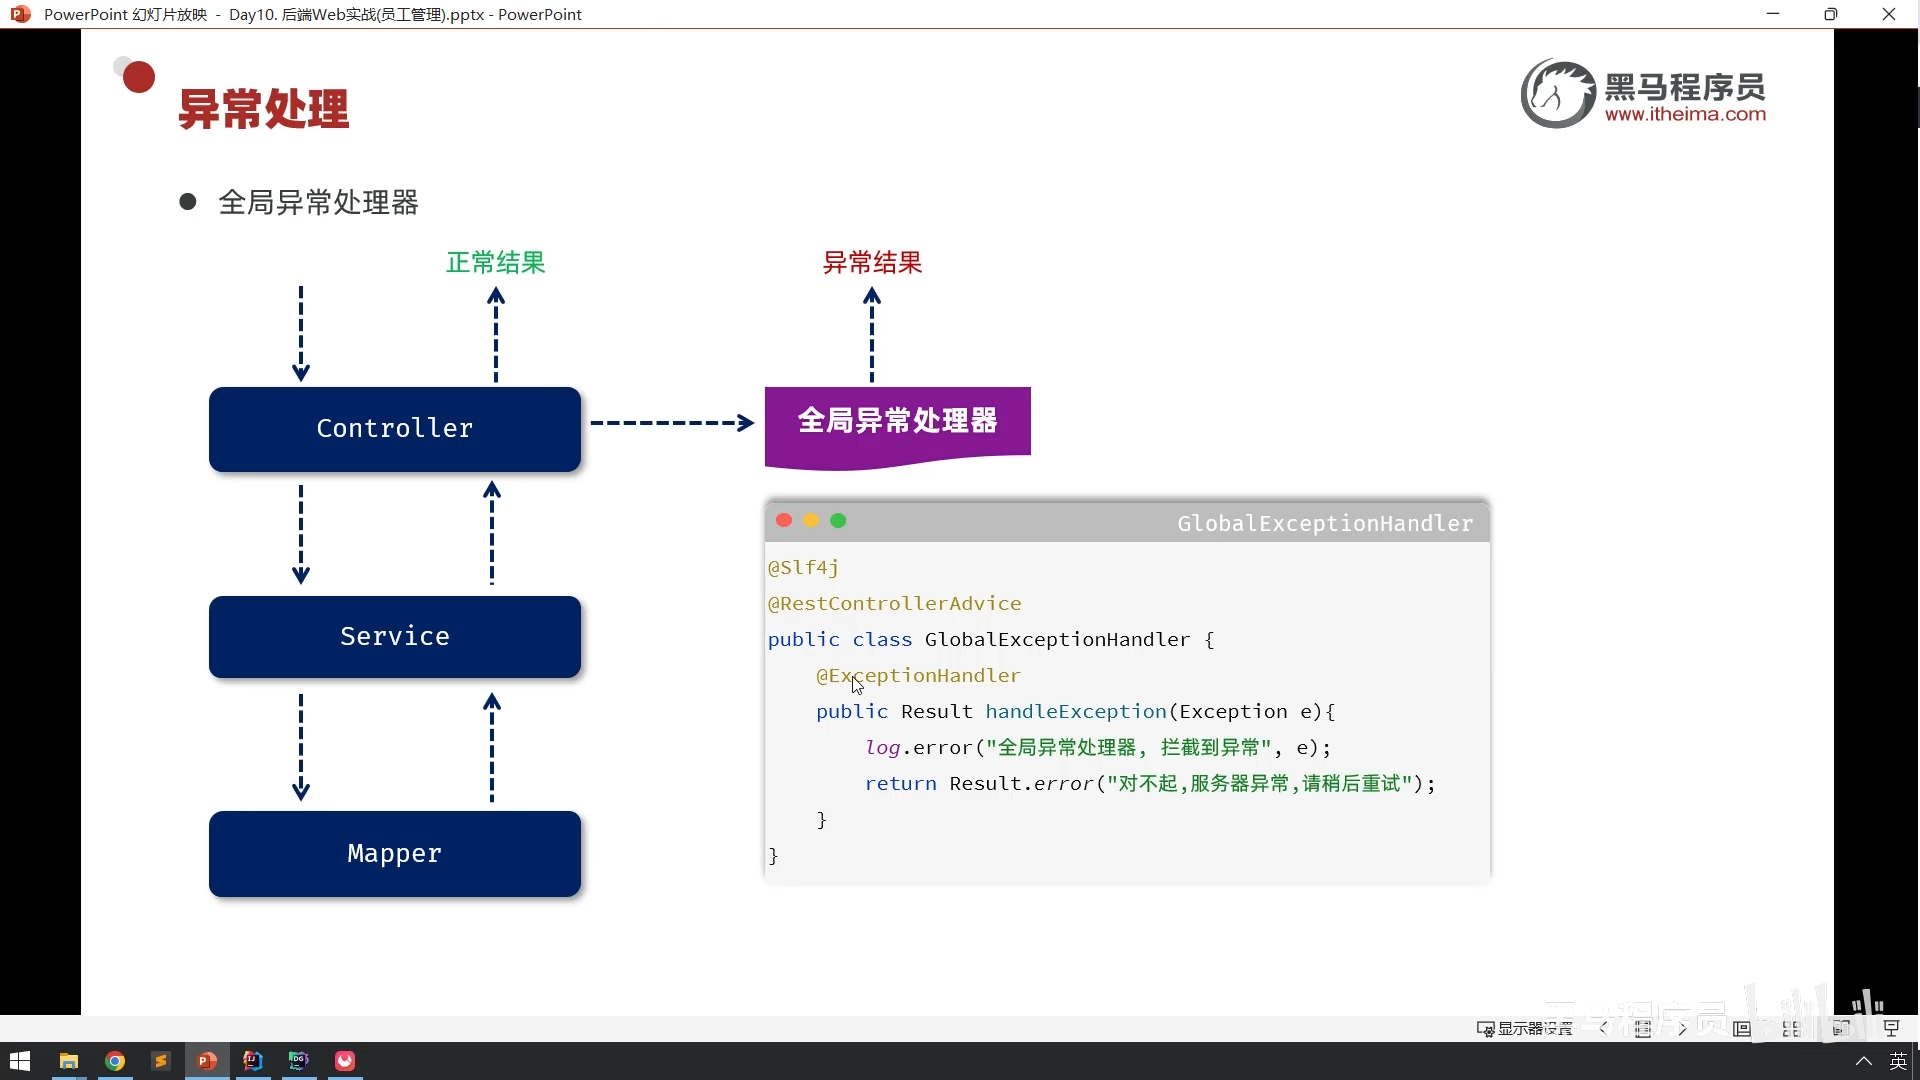 PowerPoint 幻灯片放映 - Day10. 后端Web实战(员工管理).pptx - PowerPoint
异常处理
黑马程序员
www.itheima.com
全局异常处理器
正常结果
异常结果
Controller
全局异常处理器
Service
Mapper
GlobalExceptionHandler
@Slf4j
@RestControllerAdvice
public class GlobalExceptionHandler {
@ExceptionHandler
public Result handleException(Exception e){
log.error("全局异常处理器, 拦截到异常", e);
return Result.error("对不起,服务器异常,请稍后重试");
}
}
显示器设置
黑马程序员
英